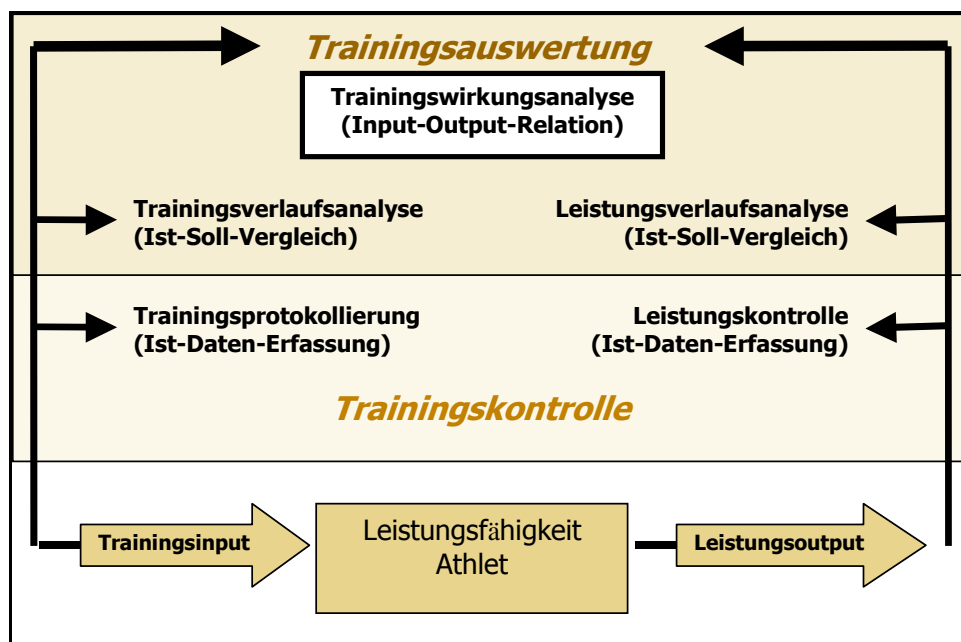 Trainingsauswertung
Trainingswirkungsanalyse
(Input-Output-Relation)
Trainingsverlaufsanalyse
(Ist-Soll-Vergleich)
Leistungsverlaufsanalyse
(Ist-Soll-Vergleich)
Trainingsprotokollierung
(Ist-Daten-Erfassung)
Leistungskontrolle
(Ist-Daten-Erfassung)
Trainingskontrolle
Trainingsinput
Leistungsfähigkeit
Athlet
Leistungsoutput